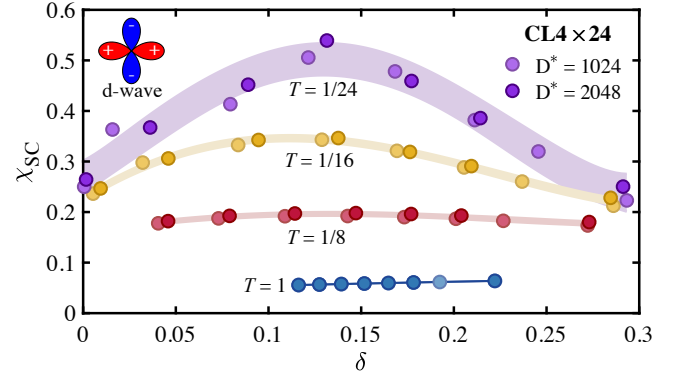 0.6
0.5
0.4
0.3
0.2
0.1
0
χSC
-
+ +
-
d-wave
CL4 × 24
D* = 1024
D* = 2048
T = 1/24
T = 1/16
T = 1/8
T = 1
0 0.05 0.1 0.15 0.2 0.25 0.3
δ